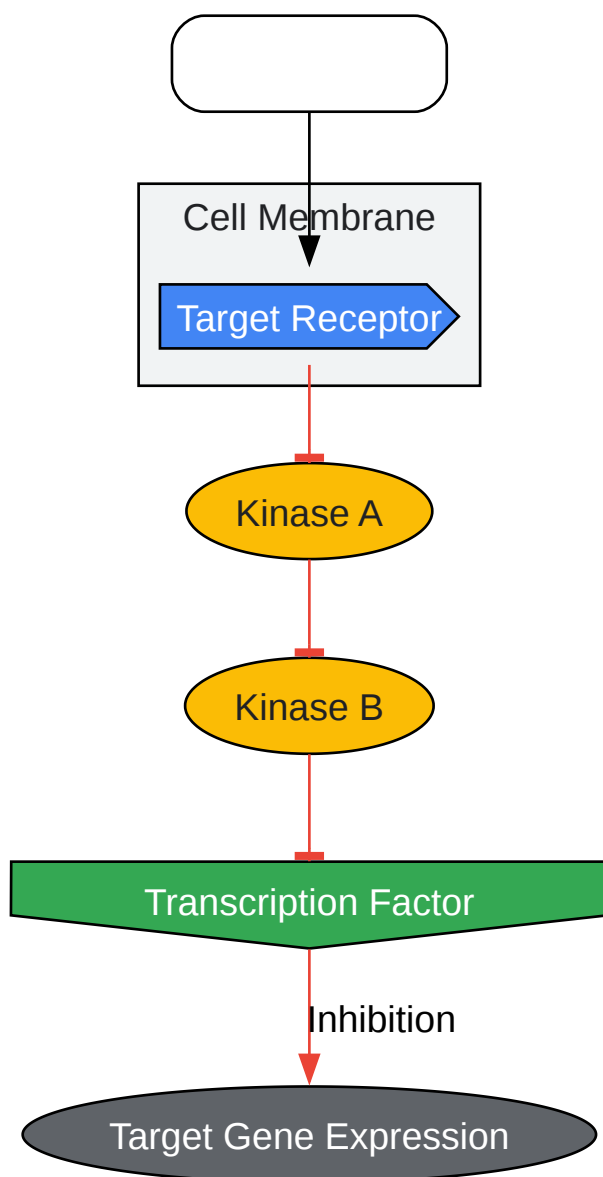 Cell Membrane
Target Receptor
Kinase A
Kinase B
Transcription Factor
Inhibition
Target Gene Expression